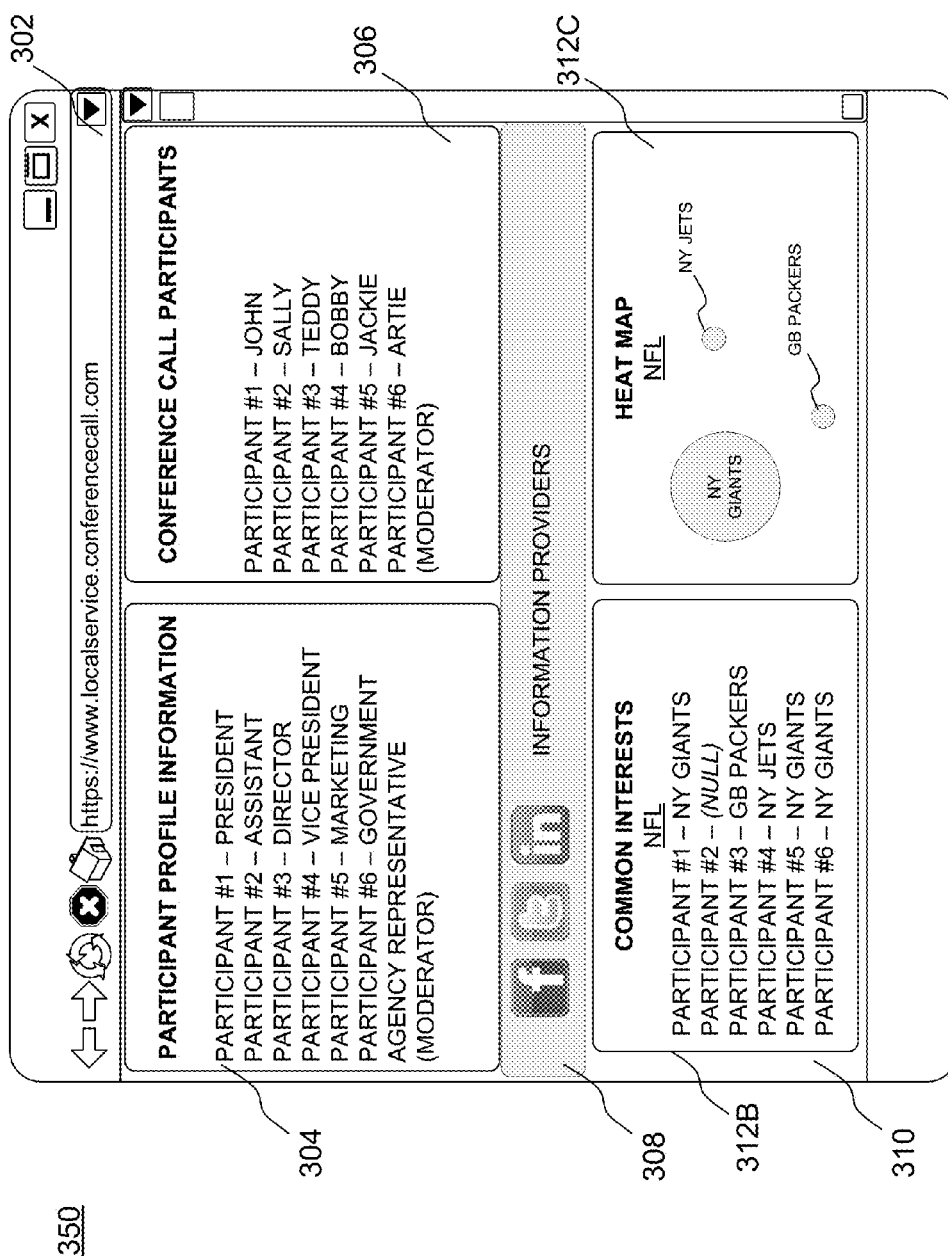 350
302
https://www.localservice.conferencecall.com
X
PARTICIPANT PROFILE INFORMATION
PARTICIPANT #1 – PRESIDENT
PARTICIPANT #2 – ASSISTANT
PARTICIPANT #3 – DIRECTOR
PARTICIPANT #4 – VICE PRESIDENT
PARTICIPANT #5 – MARKETING
PARTICIPANT #6 – GOVERNMENT
AGENCY REPRESENTATIVE
(MODERATOR)
304
CONFERENCE CALL PARTICIPANTS
PARTICIPANT #1 – JOHN
PARTICIPANT #2 – SALLY
PARTICIPANT #3 – TEDDY
PARTICIPANT #4 – BOBBY
PARTICIPANT #5 – JACKIE
PARTICIPANT #6 – ARTIE
(MODERATOR)
306
f
in
INFORMATION PROVIDERS
308
COMMON INTERESTS
NFL
PARTICIPANT #1 – NY GIANTS
PARTICIPANT #2 – (NULL)
PARTICIPANT #3 – GB PACKERS
PARTICIPANT #4 – NY JETS
PARTICIPANT #5 – NY GIANTS
PARTICIPANT #6 – NY GIANTS
312B
HEAT MAP
NFL
NY
GIANTS
NY JETS
GB PACKERS
312C
310